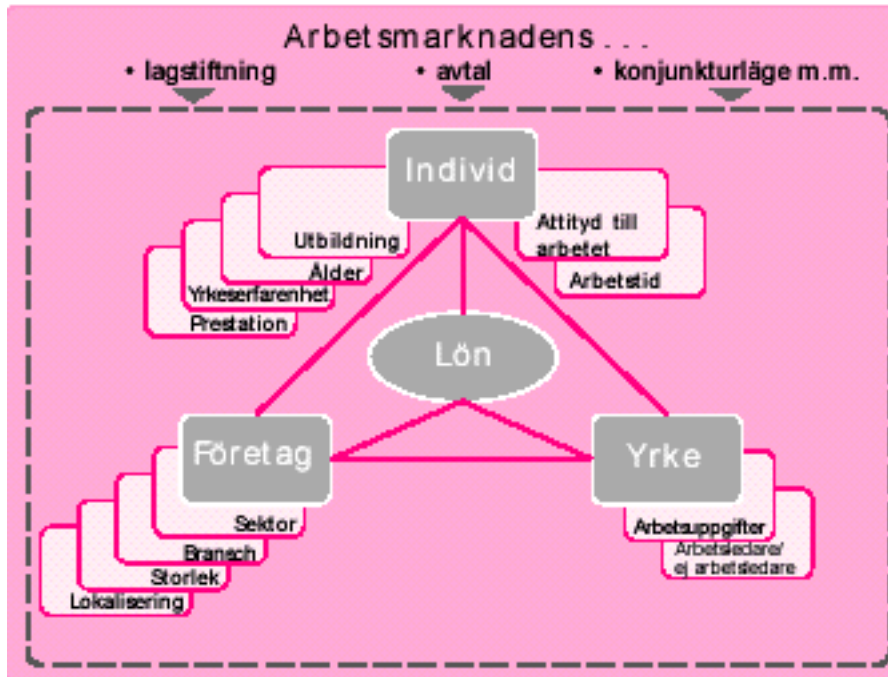 Arbetsmarknadens . . .
• lagstiftning • avtal • konjunkturläge m.m.
Individ
Utbildning
Ålder
Yrkeserfarenhet
Prestation
Attityd till
arbetet
Arbetstid
Lön
Företag
Sektor
Bransch
Storlek
Lokalisering
Yrke
Arbetsuppgifter
Arbetsledare/
ej arbetsledare